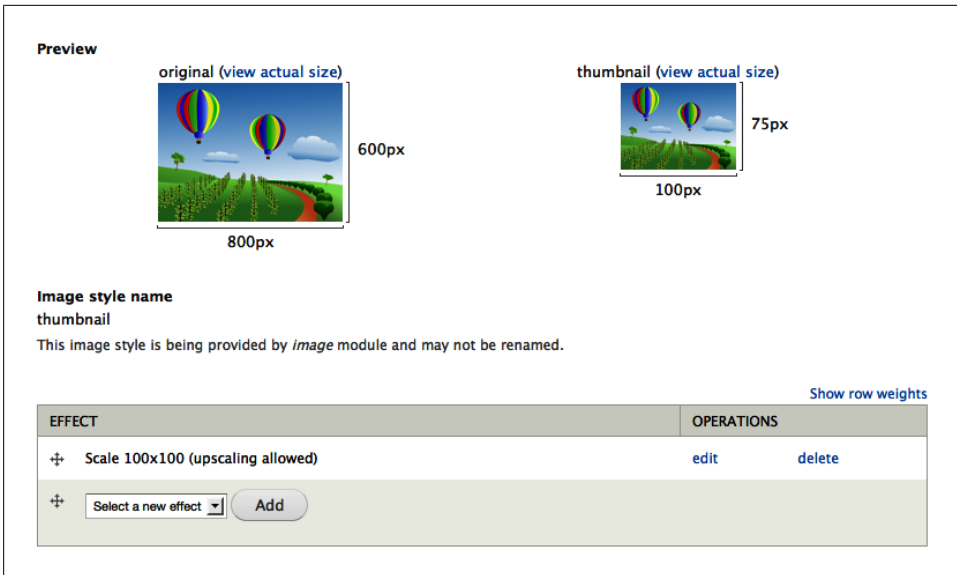 Preview
original (view actual size)
thumbnail (view actual size)
600px
75px
800px
100px
Image style name
thumbnail
This image style is being provided by image module and may not be renamed.
Show row weights
EFFECT OPERATIONS
Scale 100x100 (upscaling allowed) edit delete
Select a new effect Add